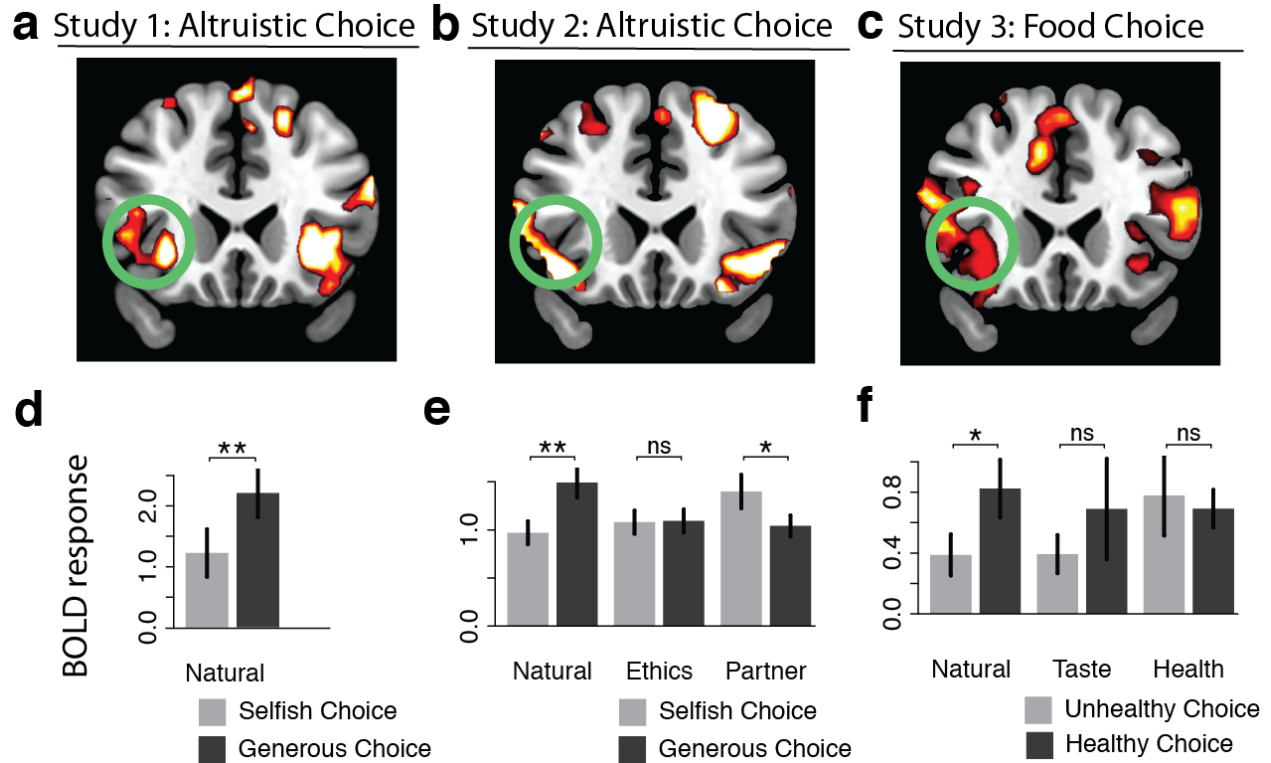 a Study 1: Altruistic Choice
b Study 2: Altruistic Choice
c Study 3: Food Choice
d
e
f
BOLD response
**
2.0
1.0
0.0
Natural
Selfish Choice
Generous Choice
** ns *
1.0
0.0
Natural Ethics Partner
Selfish Choice
Generous Choice
* ns ns
0.8
0.4
0.0
Natural Taste Health
Unhealthy Choice
Healthy Choice